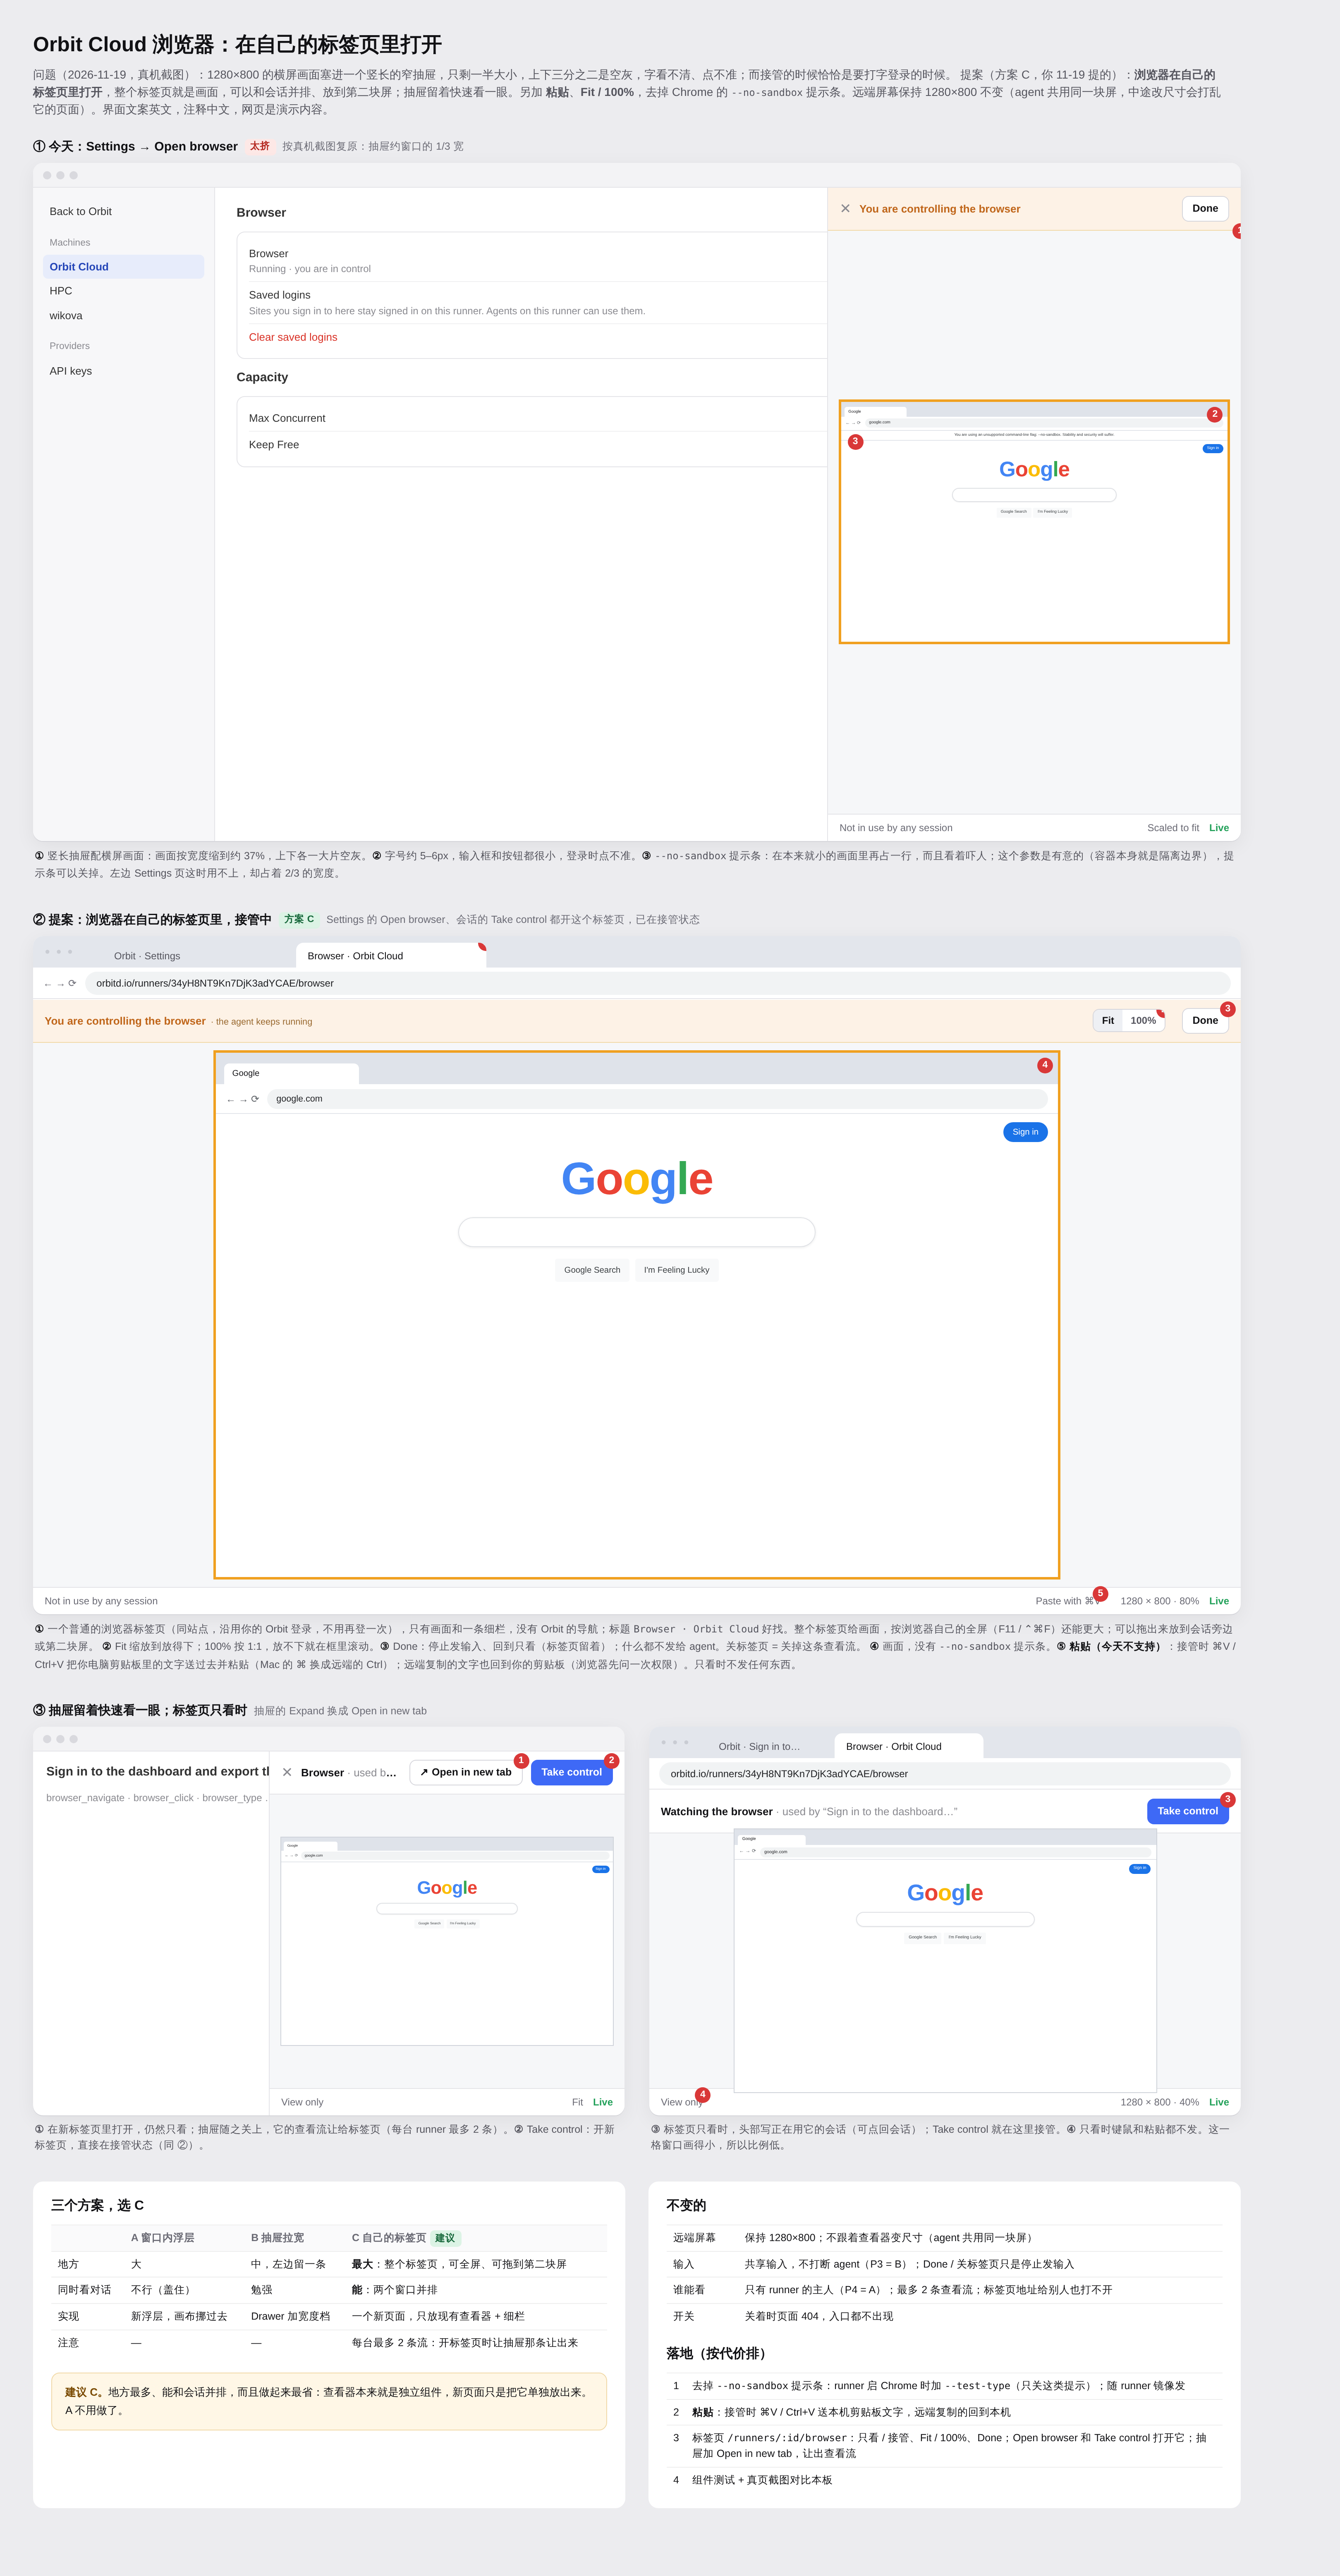 Orbit Cloud 浏览器：在自己的标签页里打开
问题（2026-11-19，真机截图）：1280×800 的横屏画面塞进一个竖长的窄抽屉，只剩一半大小，上下三分之二是空灰，字看不清、点不准；而接管的时候恰恰是要打字登录的时候。 提案（方案 C，你 11-19 提的）：浏览器在自己的
标签页里打开，整个标签页就是画面，可以和会话并排、放到第二块屏；抽屉留着快速看一眼。另加 粘贴、Fit / 100%，去掉 Chrome 的 --no-sandbox 提示条。远端屏幕保持 1280×800 不变（agent 共用同一块屏，中途改尺寸会打乱
它的页面）。界面文案英文，注释中文，网页是演示内容。
① 今天：Settings → Open browser 太挤 按真机截图复原：抽屉约窗口的 1/3 宽
Back to Orbit
Machines
Orbit Cloud
HPC
wikova
Providers
API keys
Browser
Browser
Running · you are in control
Saved logins
Sites you sign in to here stay signed in on this runner. Agents on this runner can use them.
Clear saved logins
Capacity
Max Concurrent
Keep Free
✕ You are controlling the browser Done
1
Google
2
← → ⟳ google.com
You are using an unsupported command-line flag: --no-sandbox. Stability and security will suffer.
3
Sign in
Google
Google Search I'm Feeling Lucky
Not in use by any session Scaled to fit Live
① 竖长抽屉配横屏画面：画面按宽度缩到约 37%，上下各一大片空灰。② 字号约 5–6px，输入框和按钮都很小，登录时点不准。③ --no-sandbox 提示条：在本来就小的画面里再占一行，而且看着吓人；这个参数是有意的（容器本身就是隔离边界），提
示条可以关掉。左边 Settings 页这时用不上，却占着 2/3 的宽度。
② 提案：浏览器在自己的标签页里，接管中 方案 C Settings 的 Open browser、会话的 Take control 都开这个标签页，已在接管状态
Orbit · Settings Browser · Orbit Cloud
← → ⟳ orbitd.io/runners/34yH8NT9Kn7DjK3adYCAE/browser
You are controlling the browser · the agent keeps running Fit 100% Done 3
Google 4
← → ⟳ google.com
Sign in
Google
Google Search I'm Feeling Lucky
Not in use by any session Paste with ⌘V 5 1280 × 800 · 80% Live
① 一个普通的浏览器标签页（同站点，沿用你的 Orbit 登录，不用再登一次），只有画面和一条细栏，没有 Orbit 的导航；标题 Browser · Orbit Cloud 好找。整个标签页给画面，按浏览器自己的全屏（F11 / ⌃⌘F）还能更大；可以拖出来放到会话旁边
或第二块屏。 ② Fit 缩放到放得下；100% 按 1:1，放不下就在框里滚动。③ Done：停止发输入、回到只看（标签页留着）；什么都不发给 agent。关标签页 = 关掉这条查看流。 ④ 画面，没有 --no-sandbox 提示条。⑤ 粘贴（今天不支持）：接管时 ⌘V /
Ctrl+V 把你电脑剪贴板里的文字送过去并粘贴（Mac 的 ⌘ 换成远端的 Ctrl）；远端复制的文字也回到你的剪贴板（浏览器先问一次权限）。只看时不发任何东西。
③ 抽屉留着快速看一眼；标签页只看时 抽屉的 Expand 换成 Open in new tab
Sign in to the dashboard and export th
browser_navigate · browser_click · browser_type .
✕ Browser · used b… ↗ Open in new tab 1 Take control 2
Google
← → ⟳ google.com
Sign in
Google
Google Search I'm Feeling Lucky
View only Fit Live
① 在新标签页里打开，仍然只看；抽屉随之关上，它的查看流让给标签页（每台 runner 最多 2 条）。② Take control：开新
标签页，直接在接管状态（同 ②）。
Orbit · Sign in to… Browser · Orbit Cloud
orbitd.io/runners/34yH8NT9Kn7DjK3adYCAE/browser
Watching the browser · used by “Sign in to the dashboard…” Take control 3
Google
← → ⟳ google.com
Sign in
Google
Google Search I'm Feeling Lucky
View only 4 1280 × 800 · 40% Live
③ 标签页只看时，头部写正在用它的会话（可点回会话）；Take control 就在这里接管。④ 只看时键鼠和粘贴都不发。这一
格窗口画得小，所以比例低。
三个方案，选 C
A 窗口内浮层 B 抽屉拉宽 C 自己的标签页 建议
地方 大 中，左边留一条 最大：整个标签页，可全屏、可拖到第二块屏
同时看对话 不行（盖住） 勉强 能：两个窗口并排
实现 新浮层，画布挪过去 Drawer 加宽度档 一个新页面，只放现有查看器 + 细栏
注意 — — 每台最多 2 条流：开标签页时让抽屉那条让出来
建议 C。地方最多、能和会话并排，而且做起来最省：查看器本来就是独立组件，新页面只是把它单独放出来。
A 不用做了。
不变的
远端屏幕 保持 1280×800；不跟着查看器变尺寸（agent 共用同一块屏）
输入 共享输入，不打断 agent（P3 = B）；Done / 关标签页只是停止发输入
谁能看 只有 runner 的主人（P4 = A）；最多 2 条查看流；标签页地址给别人也打不开
开关 关着时页面 404，入口都不出现
落地（按代价排）
1 去掉 --no-sandbox 提示条：runner 启 Chrome 时加 --test-type（只关这类提示）；随 runner 镜像发
2 粘贴：接管时 ⌘V / Ctrl+V 送本机剪贴板文字，远端复制的回到本机
3 标签页 /runners/:id/browser：只看 / 接管、Fit / 100%、Done；Open browser 和 Take control 打开它；抽
屉加 Open in new tab，让出查看流
4 组件测试 + 真页截图对比本板